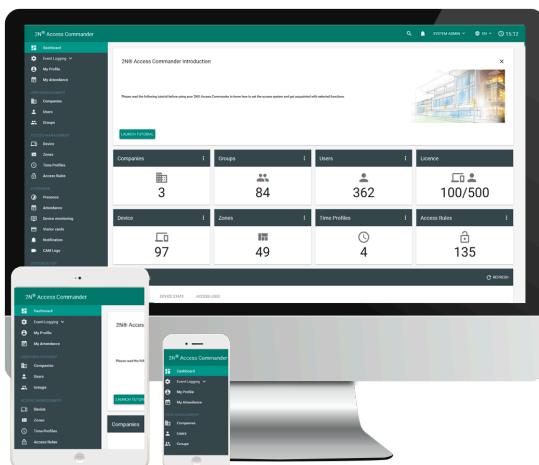 2N® Access Commander
SYSTEM ADMIN
EN
15:12
Dashboard
Event Logging
My Profile
My Attendance
Companies
Users
Groups
ACCESS MANAGEMENT
Device
Zones
Time Profiles
Access Rules
Presence
Attendance
Device monitoring
Visitor cards
Notification
CAM Logs
2N® Access Commander Introduction
Please read the following tutorial before using your 2N® Access Commander to know how to set the access system and get acquainted with selected functions.
LAUNCH TUTORIAL
Companies
3
Groups
84
Users
362
Licence
100/500
Device
97
Zones
49
Time Profiles
4
Access Rules
135
REFRESH
DEVICE STATE
ACCESS LOGS
2N® Access Commander
Dashboard
Event Logging
My Profile
My Attendance
Companies
Users
Groups
ACCESS MANAGEMENT
Device
Zones
Time Profiles
Access Rules
2N® Acces
Please read the foll
LAUNCH TUTOR
Companies
2N® Access Commander
Dashboard
Event Logging
My Profile
My Attendance
Companies
Users
Groups